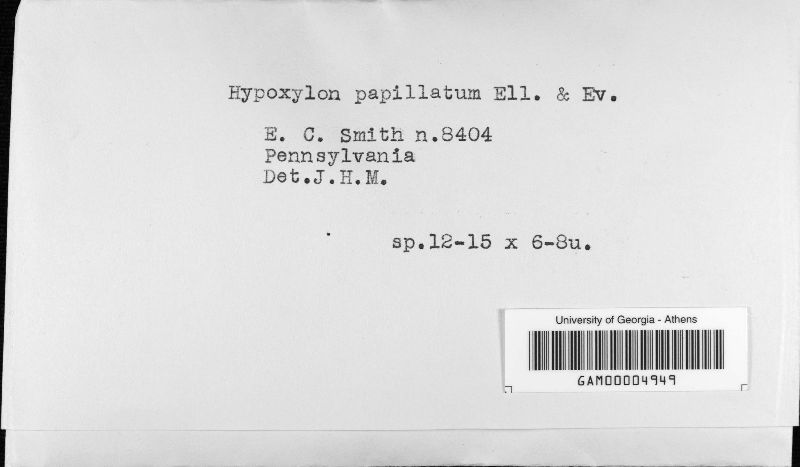 Hypoxylon papillatum Ell. & Ev.
E. C. Smith n.8404
Pennsylvania
Det.J.H.M.
sp.12-15 x 6-8u.
University of Georgia - Athens
GAM00004949